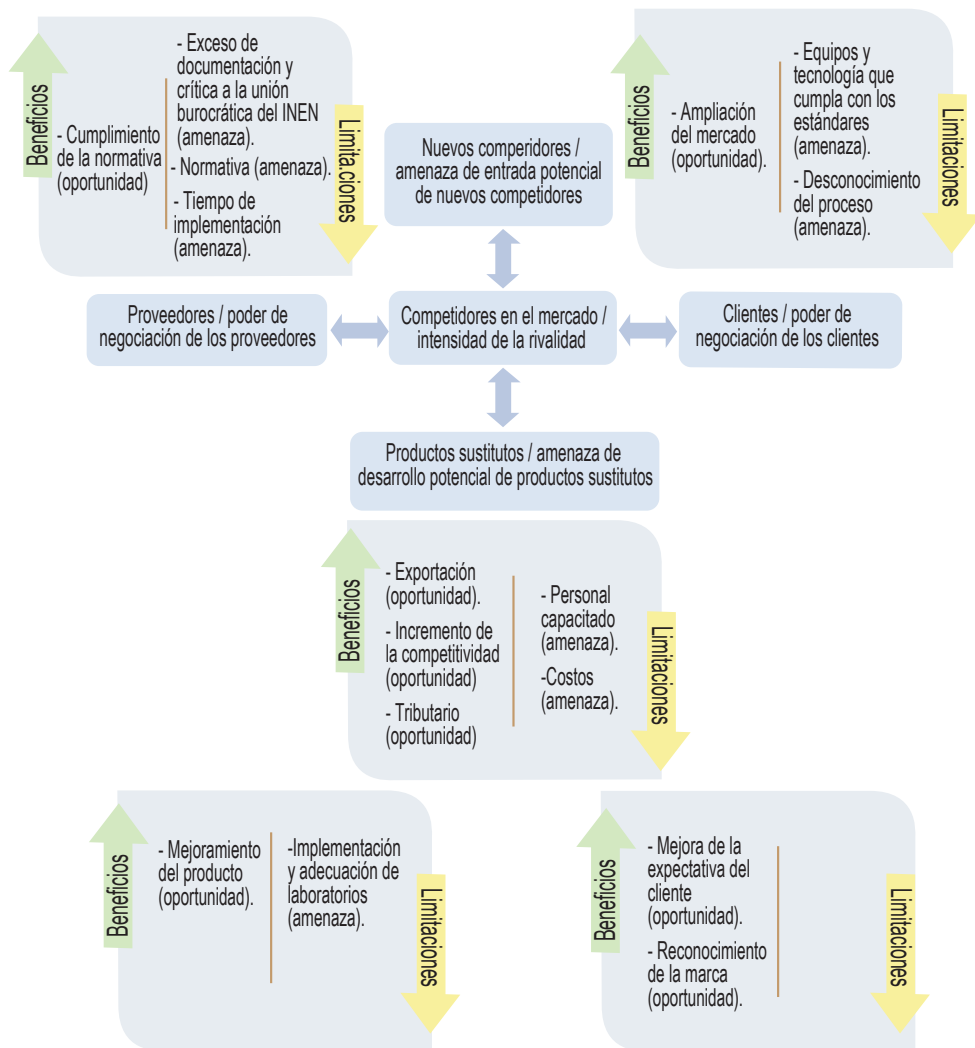 Beneficios
- Cumplimiento
de la normativa
(oportunidad)
- Exceso de
documentación y
crítica a la unión
burocrática del INEN
(amenaza).
- Normativa (amenaza).
- Tiempo de
implementación
(amenaza).
Limitaciones
Nuevos comperidores /
amenaza de entrada potencial
de nuevos competidores
Beneficios
- Ampliación
del mercado
(oportunidad).
- Equipos y
tecnología que
cumpla con los
estándares
(amenaza).
- Desconocimiento
del proceso
(amenaza).
Limitaciones
Proveedores / poder de
negociación de los proveedores
Competidores en el mercado /
intensidad de la rivalidad
Clientes / poder de
negociación de los clientes
Productos sustitutos / amenaza de
desarrollo potencial de productos sustitutos
Beneficios
- Exportación
(oportunidad).
- Incremento de
la competitividad
(oportunidad)
- Tributario
(oportunidad)
- Personal
capacitado
(amenaza).
-Costos
(amenaza).
Limitaciones
Beneficios
- Mejoramiento
del producto
(oportunidad).
-Implementación
y adecuación de
laboratorios
(amenaza).
Limitaciones
Beneficios
- Mejora de la
expectativa del
cliente
(oportunidad).
- Reconocimiento
de la marca
(oportunidad).
Limitaciones